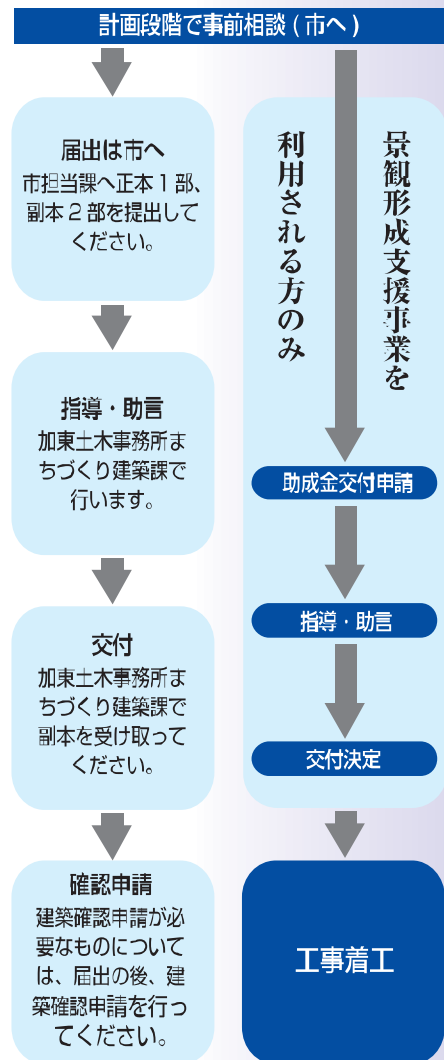 計画段階で事前相談(市へ)
届出は市へ
市担当課へ正本1部、
副本2部を提出して
ください。
指導・助言
加東土木事務所ま
ちづくり建築課で
行います。
交付
加東土木事務所ま
ちづくり建築課で
副本を受け取って
ください。
確認申請
建築確認申請が必
要なものについて
は、届出の後、建
築確認申請を行っ
てください。
景観形成支援事業を
利用される方のみ
助成金交付申請
指導・助言
交付決定
工事着工